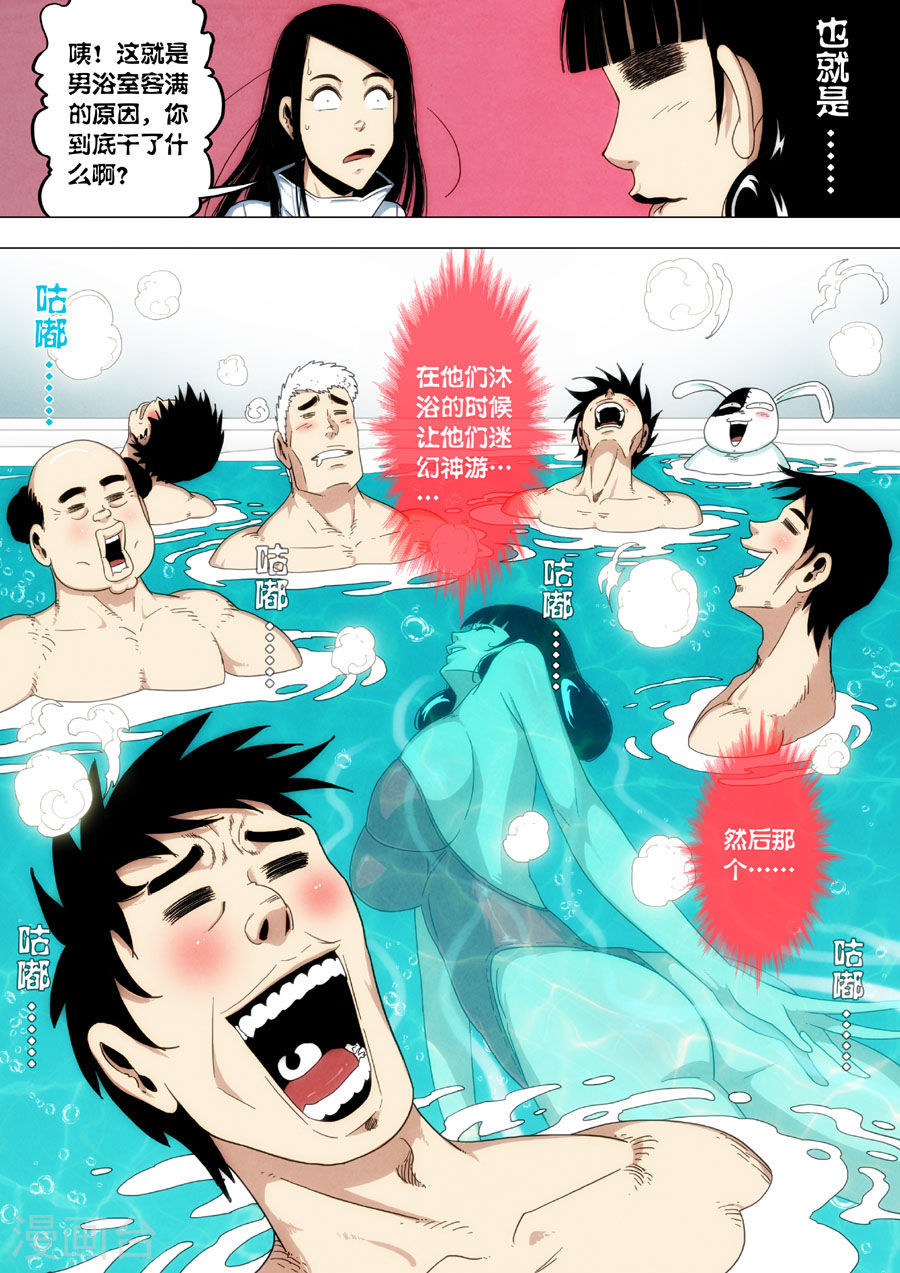 也就是……
咦！这就是
男浴室客满
的原因，你
到底干了什
么啊？
咕嘟……
在他们沐
浴的时候
让他们迷
幻神游…
…
咕嘟……
咕嘟……
然后那
个……
咕嘟……
咕嘟……
漫画台